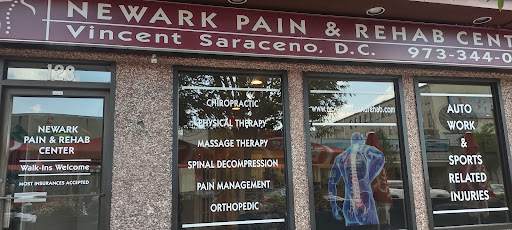 NEWARK PAIN & REHAB CENT
Vincent Saraceno, D.C. 973-344-0
128
NEWARK
PAIN & REHAB
CENTER
Walk-Ins Welcome
MOST INSURANCES ACCEPTED
CHIROPRACTIC
PHYSICAL THERAPY
MASSAGE THERAPY
SPINAL DECOMPRESSION
PAIN MANAGEMENT
ORTHOPEDIC
AUTO
WORK
&
SPORTS
RELATED
INJURIES